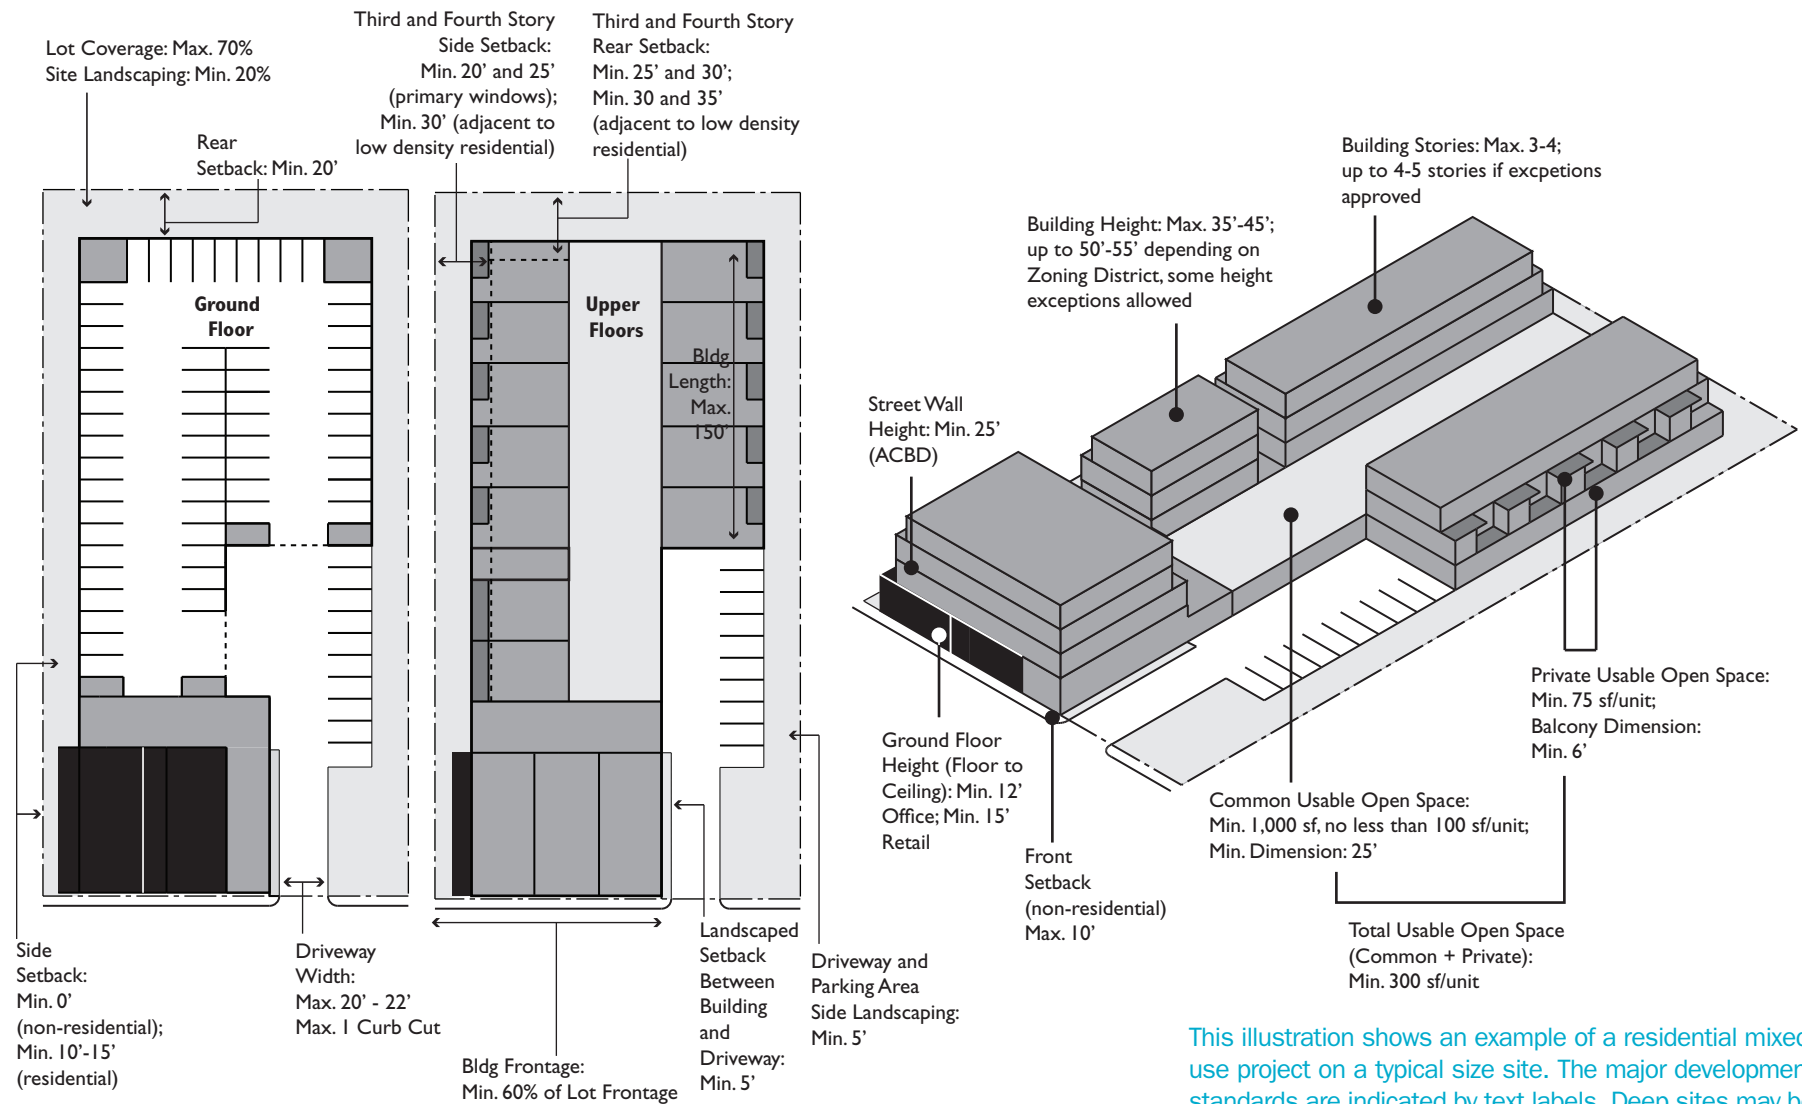 Lot Coverage: Max. 70%
Site Landscaping: Min. 20%
Rear
Setback: Min. 20’
Third and Fourth Story
Side Setback:
Min. 20’ and 25’
(primary windows);
Min. 30’ (adjacent to
low density residential)
Third and Fourth Story
Rear Setback:
Min. 25’ and 30’;
Min. 30 and 35’
(adjacent to low density
residential)
Ground
Floor
Upper
Floors
Bldg
Length:
Max.
150’
Side
Setback:
Min. 0’
(non-residential);
Min. 10’-15’
(residential)
Driveway
Width:
Max. 20’ - 22’
Max. 1 Curb Cut
Bldg Frontage:
Min. 60% of Lot Frontage
Landscaped
Setback
Between
Building
and
Driveway:
Min. 5’
Driveway and
Parking Area
Side Landscaping:
Min. 5’
Building Stories: Max. 3-4;
up to 4-5 stories if excpetions
approved
Building Height: Max. 35’-45’;
up to 50’-55’ depending on
Zoning District, some height
exceptions allowed
Street Wall
Height: Min. 25’
(ACBD)
Ground Floor
Height (Floor to
Ceiling): Min. 12’
Office; Min. 15’
Retail
Front
Setback
(non-residential)
Max. 10’
Common Usable Open Space:
Min. 1,000 sf, no less than 100 sf/unit;
Min. Dimension: 25’
Private Usable Open Space:
Min. 75 sf/unit;
Balcony Dimension:
Min. 6’
Total Usable Open Space
(Common + Private):
Min. 300 sf/unit
This illustration shows an example of a residential mixed
use project on a typical size site. The major developmen
standards are indicated by text labels. Deep sites may be